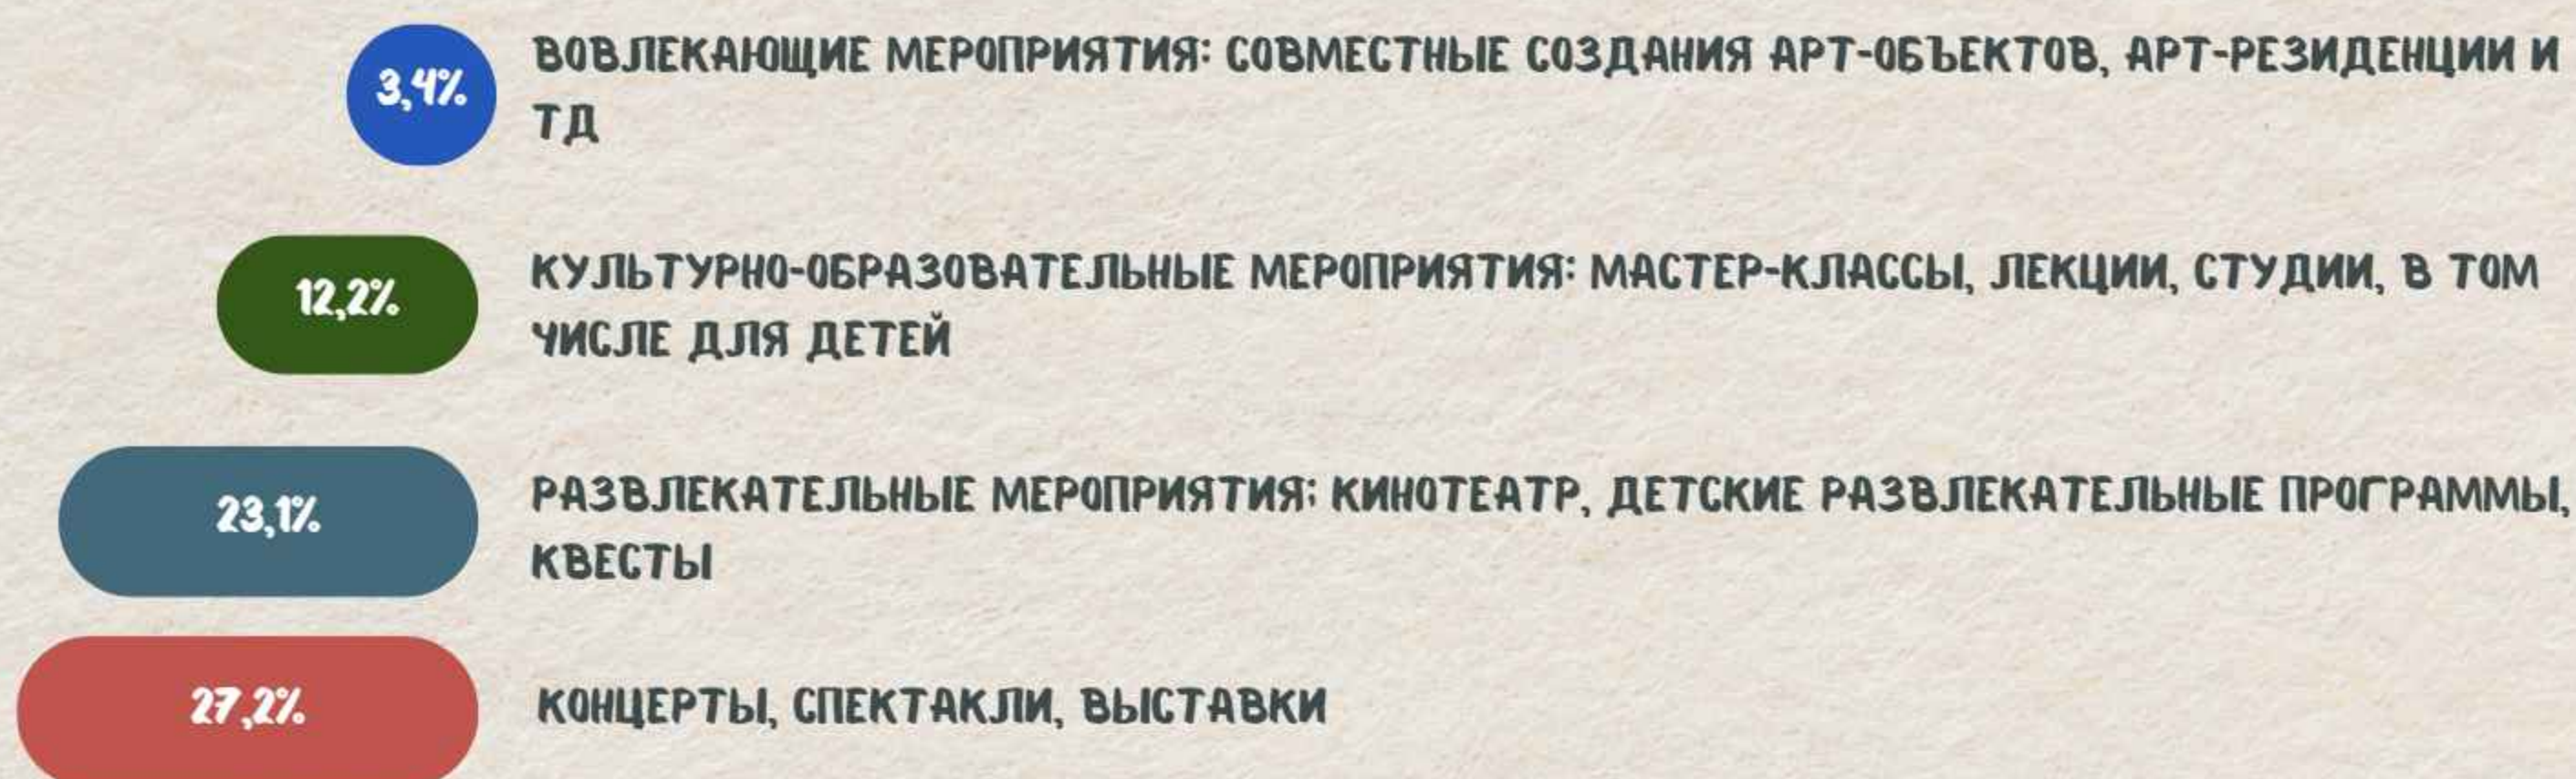 3,4%
ВОВЛЕКАЮЩИЕ МЕРОПРИЯТИЯ: СОВМЕСТНЫЕ СОЗДАНИЯ АРТ-ОБЪЕКТОВ, АРТ-РЕЗИДЕНЦИИ И
ТД
12,2%
КУЛЬТУРНО-ОБРАЗОВАТЕЛЬНЫЕ МЕРОПРИЯТИЯ: МАСТЕР-КЛАССЫ, ЛЕКЦИИ, СТУДИИ, В ТОМ
ЧИСЛЕ ДЛЯ ДЕТЕЙ
23,1%
РАЗВЛЕКАТЕЛЬНЫЕ МЕРОПРИЯТИЯ; КИНОТЕАТР, ДЕТСКИЕ РАЗВЛЕКАТЕЛЬНЫЕ ПРОГРАММЫ,
КВЕСТЫ
27,2%
КОНЦЕРТЫ, СПЕКТАКЛИ, ВЫСТАВКИ